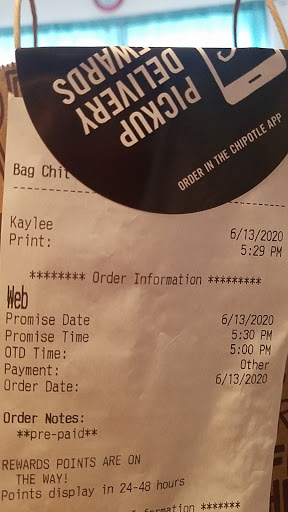 PICKUP
DELIVERY
REWARDS
ORDER IN THE CHIPOTLE APP
Bag Chit
Kaylee 6/13/2020
Print: 5:29 PM
******** Order Information *********
Web
Promise Date 6/13/2020
Promise Time 5:30 PM
OTD Time: 5:00 PM
Payment: Other
Order Date: 6/13/2020
Order Notes:
**pre-paid**
REWARDS POINTS ARE ON
THE WAY!
Points display in 24-48 hours